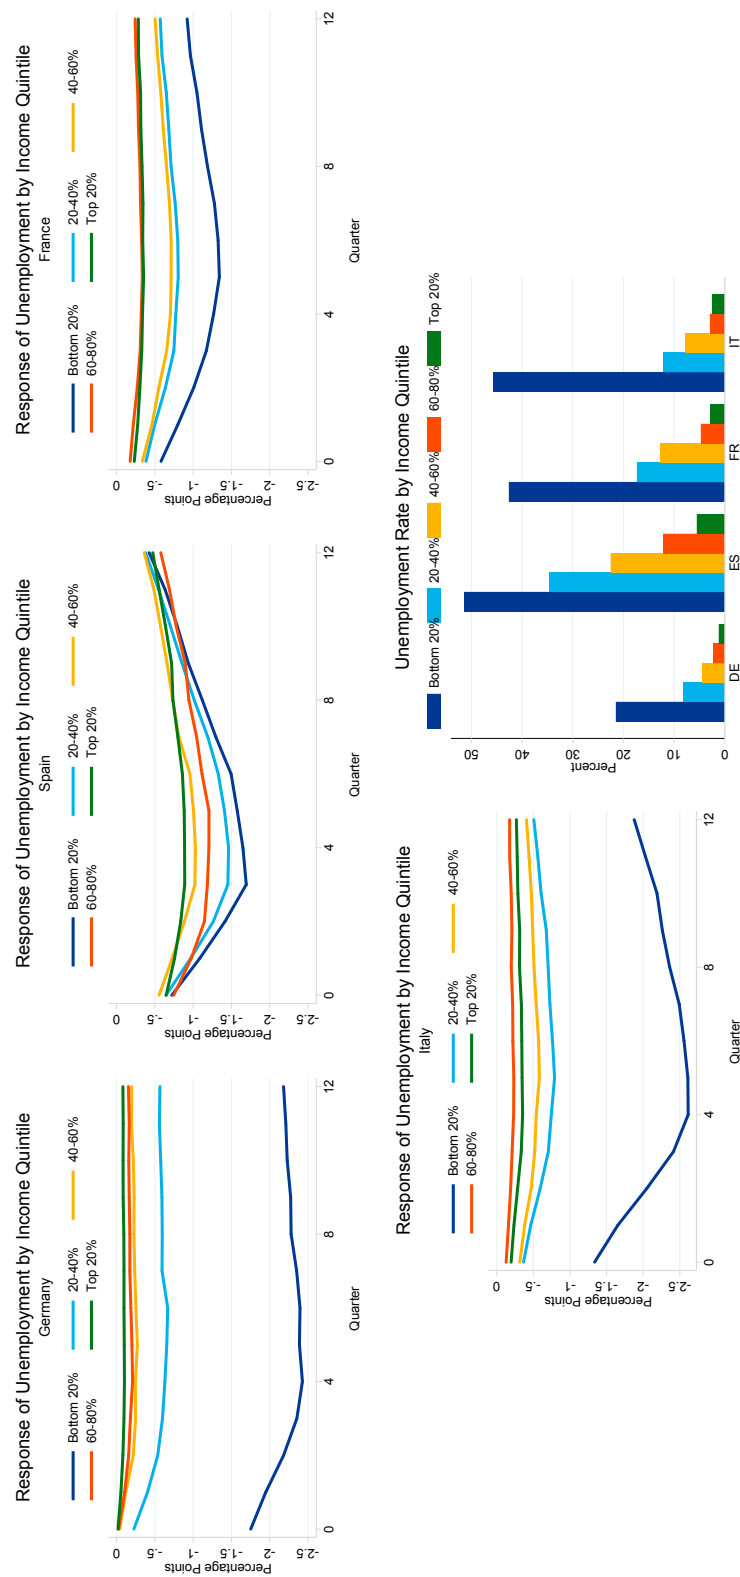 Response of Unemployment by Income Quintile
Germany
Bottom 20%
20-40%
40-60%
60-80%
Top 20%
0
-.5
-1
-1.5
-2
-2.5
Percentage Points
0
4
8
12
Quarter
Response of Unemployment by Income Quintile
Spain
Bottom 20%
20-40%
40-60%
60-80%
Top 20%
0
-.5
-1
-1.5
-2
-2.5
Percentage Points
0
4
8
12
Quarter
Response of Unemployment by Income Quintile
France
Bottom 20%
20-40%
40-60%
60-80%
Top 20%
0
-.5
-1
-1.5
-2
-2.5
Percentage Points
0
4
8
12
Quarter
Response of Unemployment by Income Quintile
Italy
Bottom 20%
20-40%
40-60%
60-80%
Top 20%
0
-.5
-1
-1.5
-2
-2.5
Percentage Points
0
4
8
12
Quarter
Unemployment Rate by Income Quintile
Bottom 20%
20-40%
40-60%
60-80%
Top 20%
50
40
30
20
10
0
Percent
DE
ES
FR
IT